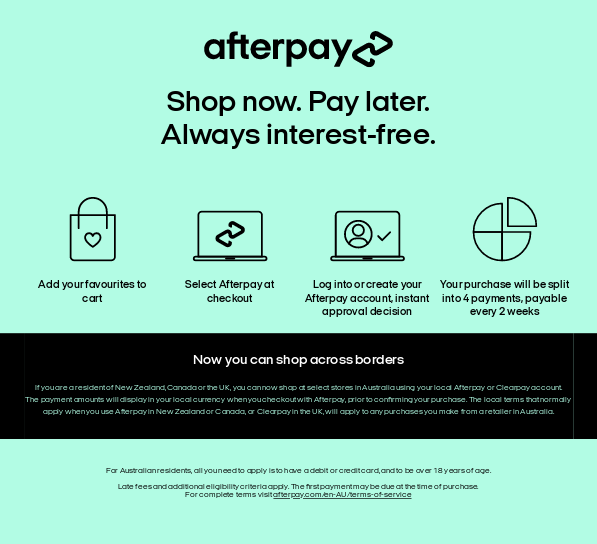 afterpay
Shop now. Pay later.
Always interest-free.
Add your favourites to
cart
Select Afterpay at
checkout
Log into or create your
Afterpay account, instant
approval decision
Your purchase will be split
into 4 payments, payable
every 2 weeks
Now you can shop across borders
If you are a resident of New Zealand, Canada or the UK, you can now shop at select stores in Australia using your local Afterpay or Clearpay account.
The payment amounts will display in your local currency when you checkout with Afterpay, prior to confirming your purchase. The local terms that normally
apply when you use Afterpay in New Zealand or Canada, or Clearpay in the UK, will apply to any purchases you make from a retailer in Australia.
For Australian residents, all you need to apply is to have a debit or credit card, and to be over 18 years of age.
Late fees and additional eligibility criteria apply. The first payment may be due at the time of purchase.
For complete terms visit afterpay.com/en-AU/terms-of-service